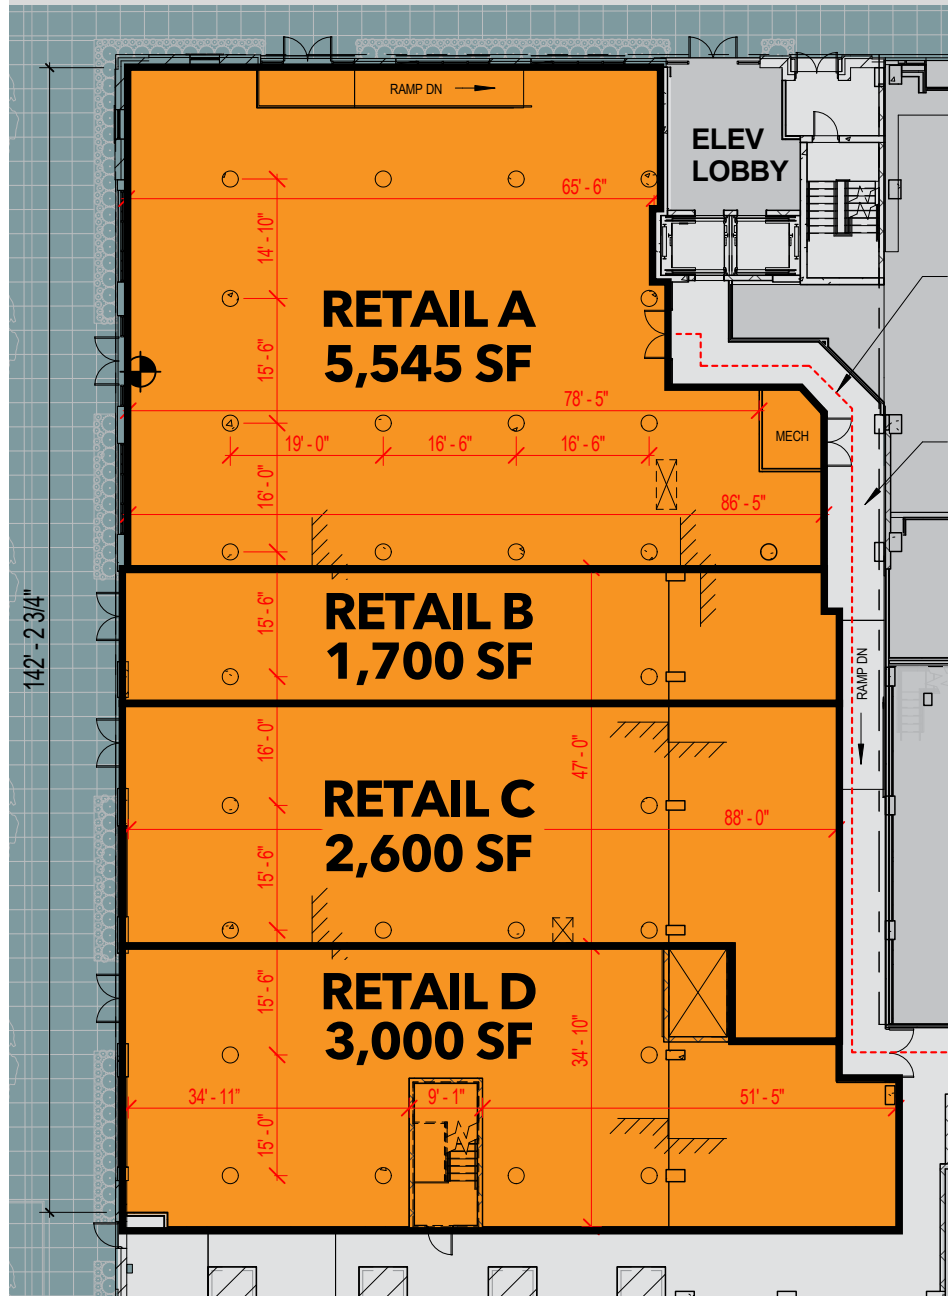 RAMP DN
ELEV
LOBBY
65' - 6"
14' - 10"
RETAIL A
5,545 SF
15' - 6"
78' - 5"
MECH
19' - 0"
16' - 6"
16' - 6"
16' - 0"
86' - 5"
142' - 2 3/4"
15' - 6"
RETAIL B
1,700 SF
RAMP DN
16' - 0"
47' - 0"
RETAIL C
2,600 SF
88' - 0"
15' - 6"
15' - 6"
RETAIL D
3,000 SF
34' - 10"
34' - 11"
9' - 1"
51' - 5"
15' - 0"